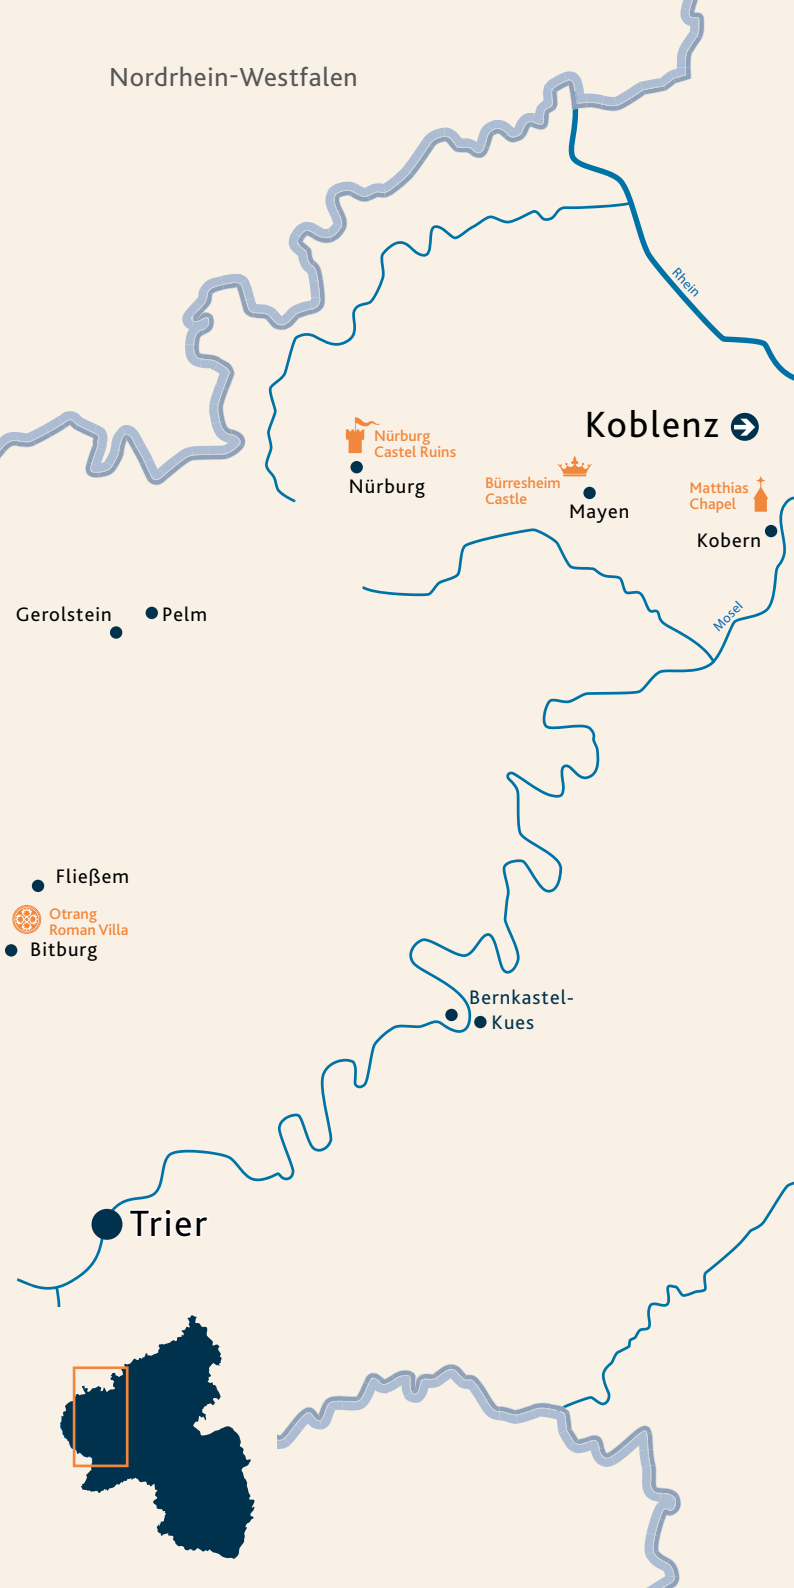 Nordrhein-Westfalen
Rhein
Koblenz
Nürburg
Castel Ruins
Nürburg
Bürresheim
Castle
Mayen
Matthias
Chapel
Kobern
Mosel
Gerolstein
Pelm
Fließem
Otrang
Roman Villa
Bitburg
Bernkastel-
Kues
Trier